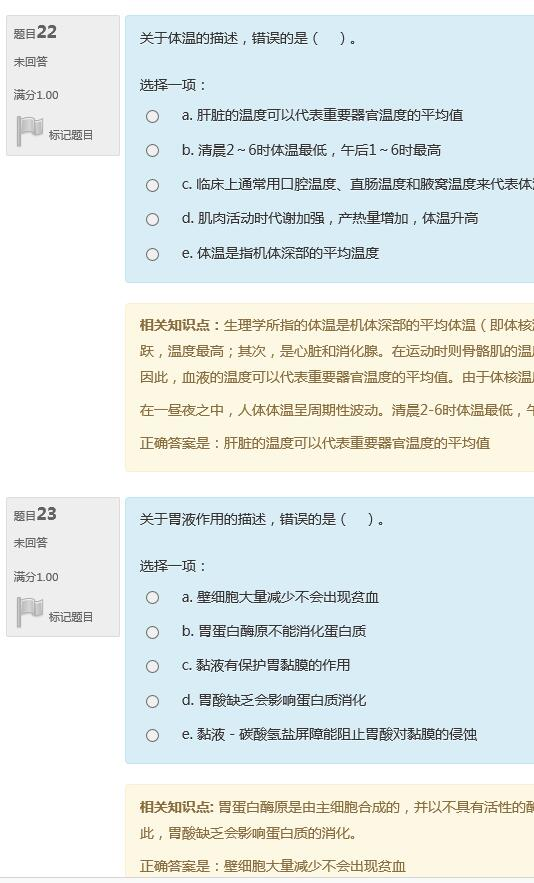 题目22
未回答
满分1.00
标记题目
关于体温的描述，错误的是（ ）。
选择一项：
a. 肝脏的温度可以代表重要器官温度的平均值
b. 清晨2～6时体温最低，午后1～6时最高
c. 临床上通常用口腔温度、直肠温度和腋窝温度来代表体
d. 肌肉活动时代谢加强，产热量增加，体温升高
e. 体温是指机体深部的平均温度
相关知识点：生理学所指的体温是机体深部的平均体温（即体核
跃，温度最高；其次，是心脏和消化腺。在运动时则骨骼肌的温
因此，血液的温度可以代表重要器官温度的平均值。由于体核温
在一昼夜之中，人体体温呈周期性波动。清晨2-6时体温最低，午
正确答案是：肝脏的温度可以代表重要器官温度的平均值
题目23
未回答
满分1.00
标记题目
关于胃液作用的描述，错误的是（ ）。
选择一项：
a. 壁细胞大量减少不会出现贫血
b. 胃蛋白酶原不能消化蛋白质
c. 黏液有保护胃黏膜的作用
d. 胃酸缺乏会影响蛋白质消化
e. 黏液－碳酸氢盐屏障能阻止胃酸对黏膜的侵蚀
相关知识点: 胃蛋白酶原是由主细胞合成的，并以不具有活性的
此，胃酸缺乏会影响蛋白质的消化。
正确答案是：壁细胞大量减少不会出现贫血